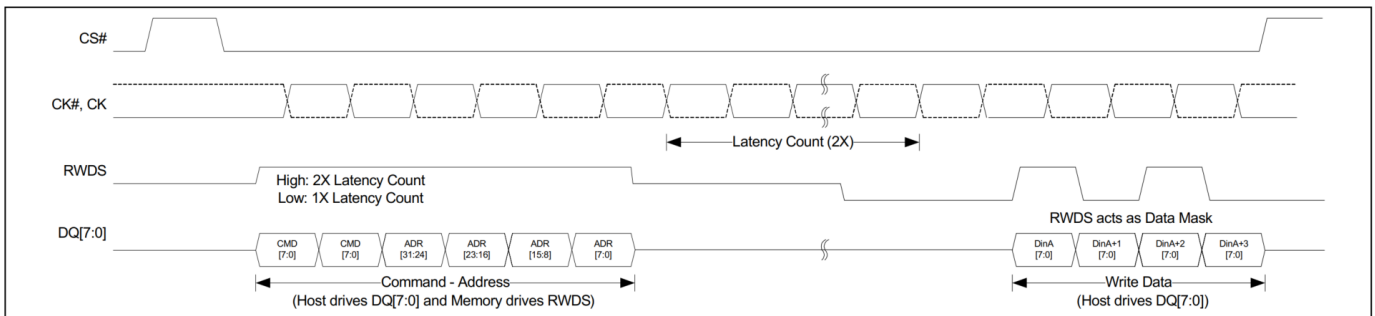 CS#
CK#, CK
Latency Count (2X)
RWDS
High: 2X Latency Count
Low: 1X Latency Count
RWDS acts as Data Mask
DQ[7:0]
CMD [7:0]
CMD [7:0]
ADR [31:24]
ADR [23:16]
ADR [15:8]
ADR [7:0]
DinA [7:0]
DinA+1 [7:0]
DinA+2 [7:0]
DinA+3 [7:0]
Command - Address
(Host drives DQ[7:0] and Memory drives RWDS)
Write Data
(Host drives DQ[7:0])